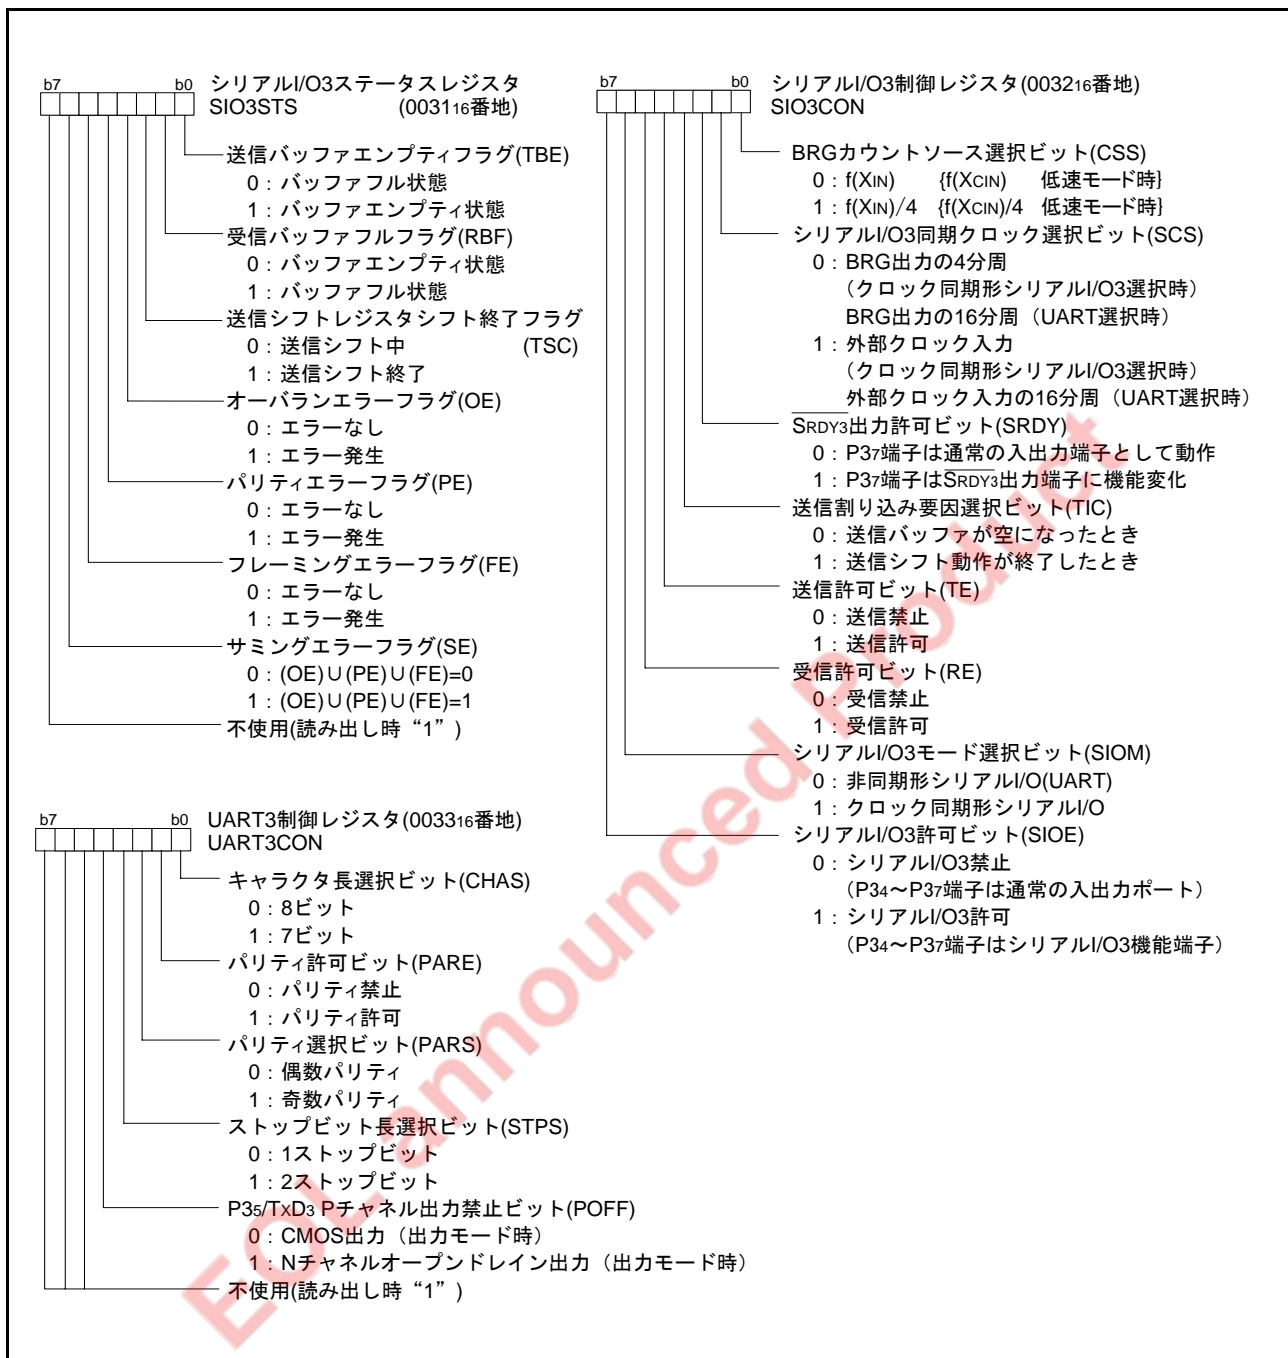 b7 b0 シリアルI/O3ステータスレジスタ
SIO3STS (003116番地)
送信バッファエンプティフラグ(TBE)
0：バッファフル状態
1：バッファエンプティ状態
受信バッファフルフラグ(RBF)
0：バッファエンプティ状態
1：バッファフル状態
送信シフトレジスタシフト終了フラグ
0：送信シフト中 (TSC)
1：送信シフト終了
オーバランエラーフラグ(OE)
0：エラーなし
1：エラー発生
パリティエラーフラグ(PE)
0：エラーなし
1：エラー発生
フレーミングエラーフラグ(FE)
0：エラーなし
1：エラー発生
サミングエラーフラグ(SE)
0：(OE)∪(PE)∪(FE)=0
1：(OE)∪(PE)∪(FE)=1
不使用(読み出し時“1”)
b7 b0 UART3制御レジスタ(003316番地)
UART3CON
キャラクタ長選択ビット(CHAS)
0：8ビット
1：7ビット
パリティ許可ビット(PARE)
0：パリティ禁止
1：パリティ許可
パリティ選択ビット(PARS)
0：偶数パリティ
1：奇数パリティ
ストップビット長選択ビット(STPS)
0：1ストップビット
1：2ストップビット
P35/TXD3 Pチャネル出力禁止ビット(POFF)
0：CMOS出力（出力モード時）
1：Nチャネルオープンドレイン出力（出力モード時）
不使用(読み出し時“1”)
b7 b0 シリアルI/O3制御レジスタ(003216番地)
SIO3CON
BRGカウントソース選択ビット(CSS)
0：f(XIN) {f(XCIN) 低速モード時}
1：f(XIN)/4 {f(XCIN)/4 低速モード時}
シリアルI/O3同期クロック選択ビット(SCS)
0：BRG出力の4分周
（クロック同期形シリアルI/O3選択時）
BRG出力の16分周（UART選択時）
1：外部クロック入力
（クロック同期形シリアルI/O3選択時）
外部クロック入力の16分周（UART選択時）
SRDY3出力許可ビット(SRDY)
0：P37端子は通常の入出力端子として動作
1：P37端子はSRDY3出力端子に機能変化
送信割り込み要因選択ビット(TIC)
0：送信バッファが空になったとき
1：送信シフト動作が終了したとき
送信許可ビット(TE)
0：送信禁止
1：送信許可
受信許可ビット(RE)
0：受信禁止
1：受信許可
シリアルI/O3モード選択ビット(SIOM)
0：非同期形シリアルI/O(UART)
1：クロック同期形シリアルI/O
シリアルI/O3許可ビット(SIOE)
0：シリアルI/O3禁止
（P34～P37端子は通常の入出力ポート）
1：シリアルI/O3許可
（P34～P37端子はシリアルI/O3機能端子）
EOL announced Product